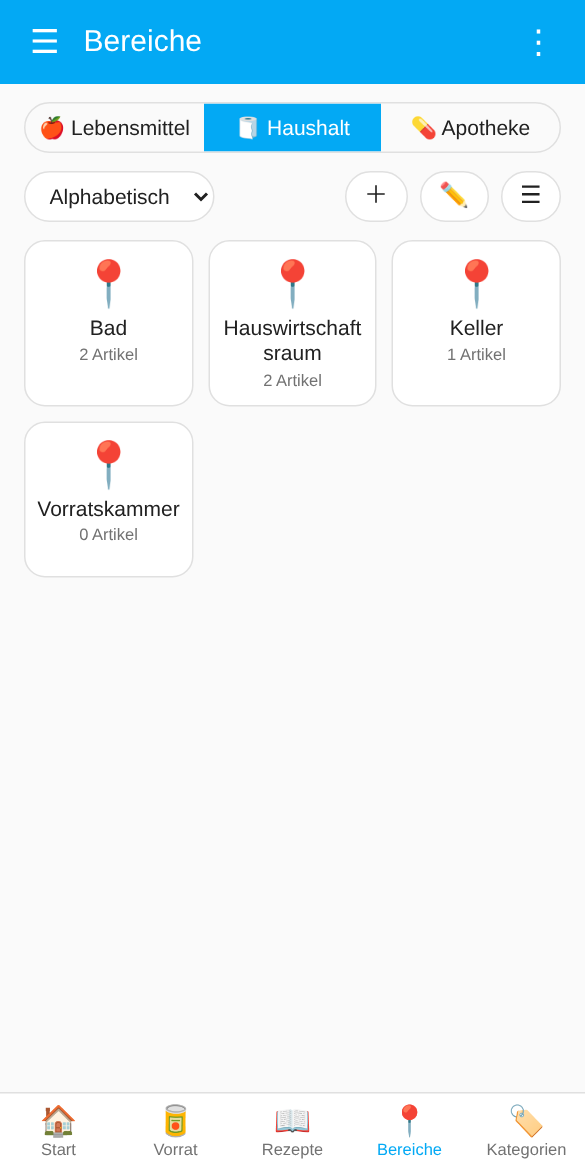 Bereiche
Lebensmittel
Haushalt
Apotheke
Alphabetisch
Bad
2 Artikel
Hauswirtschaft
sraum
2 Artikel
Keller
1 Artikel
Vorratskammer
0 Artikel
Start
Vorrat
Rezepte
Bereiche
Kategorien